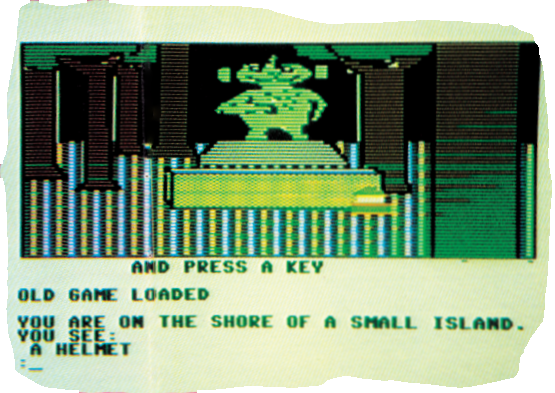 AND PRESS A KEY
OLD GAME LOADED
YOU ARE ON THE SHORE OF A SMALL ISLAND.
YOU SEE:
A HELMET
:_